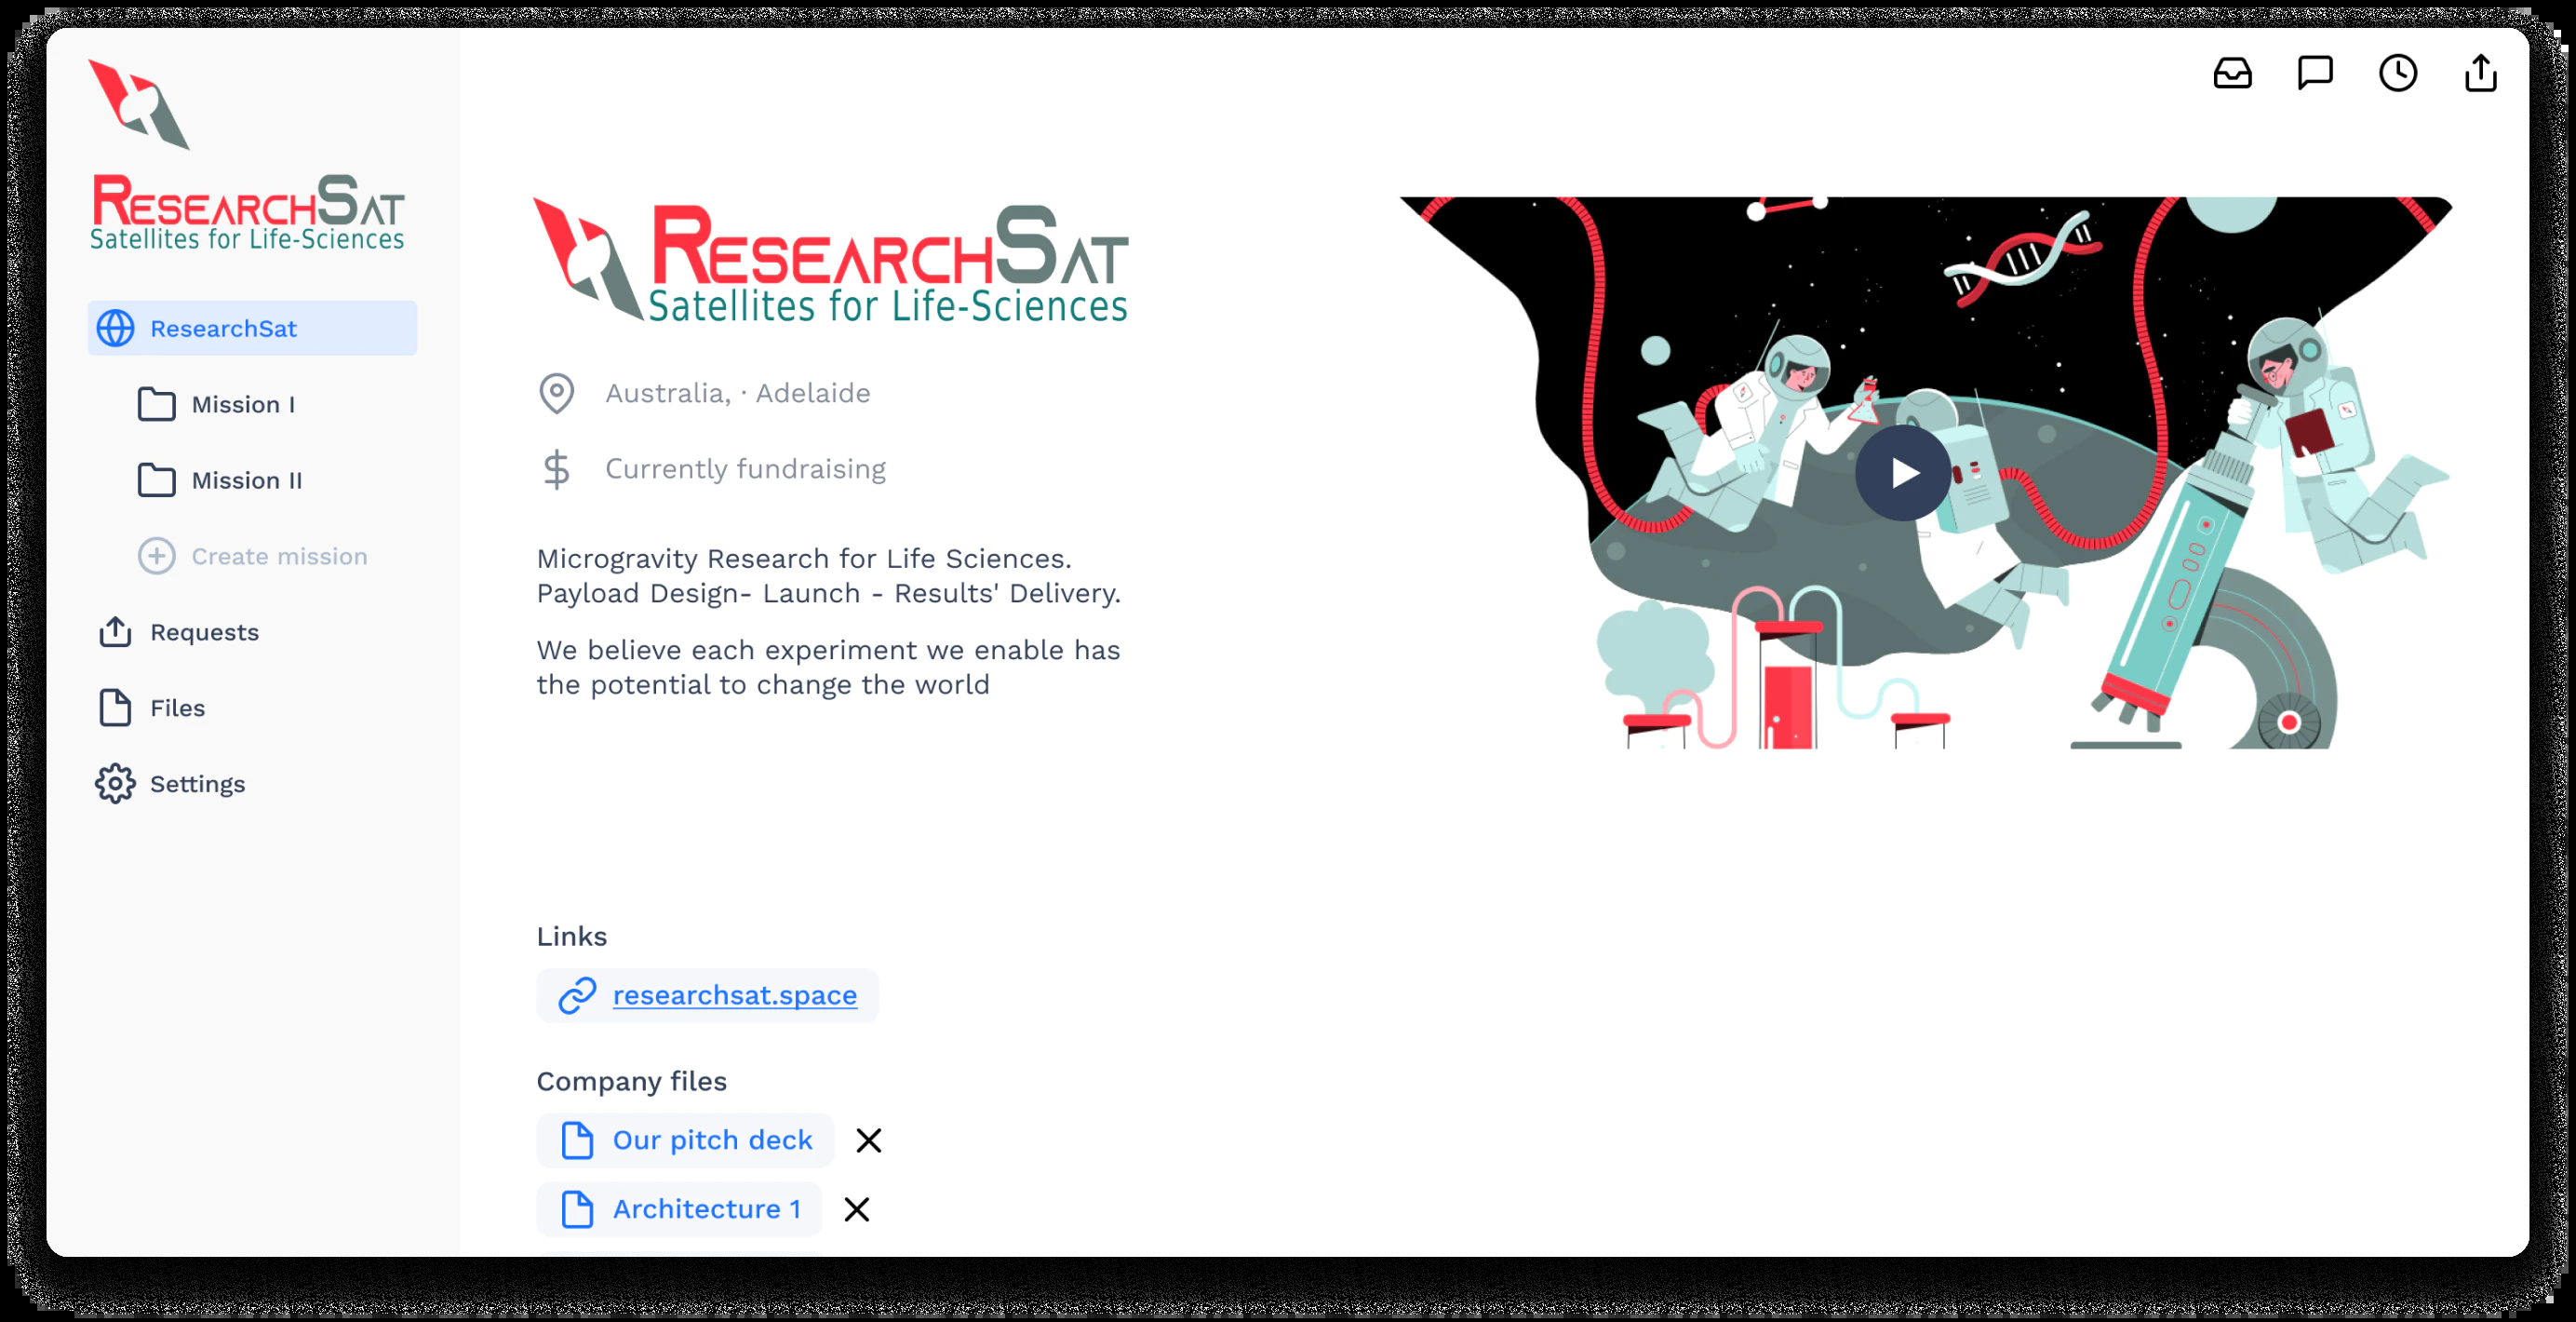 ResearchSat
Satellites for Life-Sciences
ResearchSat
Mission I
Mission II
Create mission
Requests
Files
Settings
ResearchSat
Satellites for Life-Sciences
Australia, · Adelaide
Currently fundraising
Microgravity Research for Life Sciences.
Payload Design- Launch - Results' Delivery.
We believe each experiment we enable has
the potential to change the world
Links
researchsat.space
Company files
Our pitch deck
Architecture 1